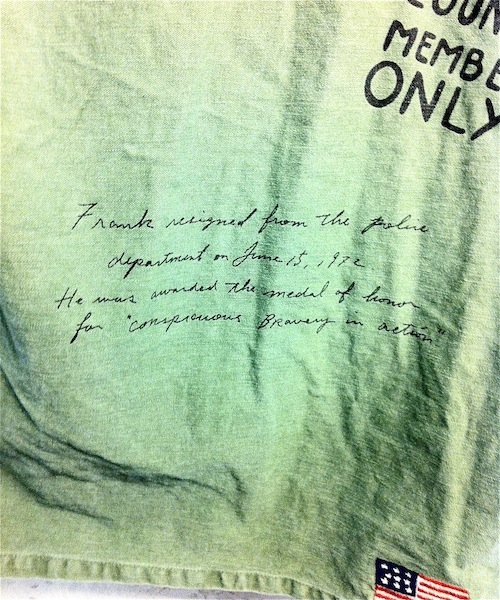 MEMBE
ONLY
Frank resigned from the police
department on June 15, 1972
He was awarded the medal of honor
for "conspicuous Bravery in action"